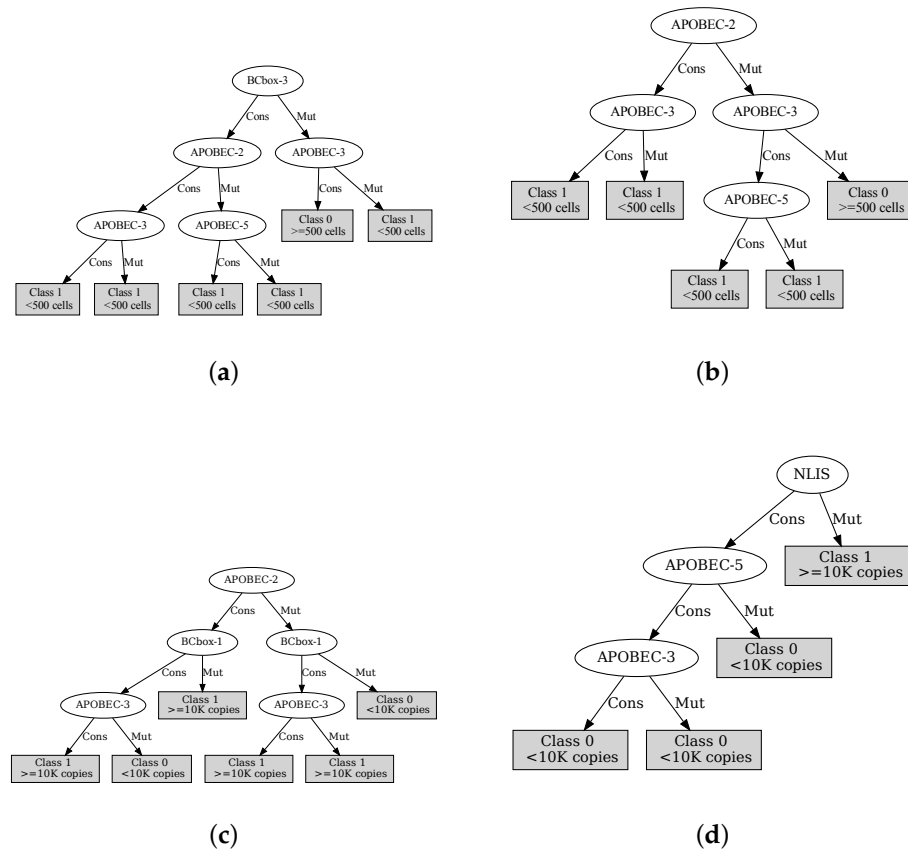 BCbox-3
Cons Mut
APOBEC-2 APOBEC-3
Cons Mut Cons Mut
APOBEC-3 APOBEC-5 Class 0 Class 1
>=500 cells <500 cells
Cons Mut Cons Mut
Class 1 Class 1 Class 1 Class 1
<500 cells <500 cells <500 cells <500 cells
(a)
APOBEC-2
Cons Mut
APOBEC-3 APOBEC-3
Cons Mut Cons Mut
Class 1 Class 1 APOBEC-5 Class 0
<500 cells <500 cells >=500 cells
Cons Mut
Class 1 Class 1
<500 cells <500 cells
(b)
APOBEC-2
Cons Mut
BCbox-1 BCbox-1
Cons Mut Cons Mut
APOBEC-3 Class 1 APOBEC-3 Class 0
>=10K copies <10K copies
Cons Mut Cons Mut
Class 1 Class 0 Class 1 Class 1
>=10K copies <10K copies >=10K copies >=10K copies
(c)
NLIS
Cons Mut
APOBEC-5 Class 1
>=10K copies
Cons Mut
APOBEC-3 Class 0
<10K copies
Cons Mut
Class 0 Class 0
<10K copies <10K copies
(d)